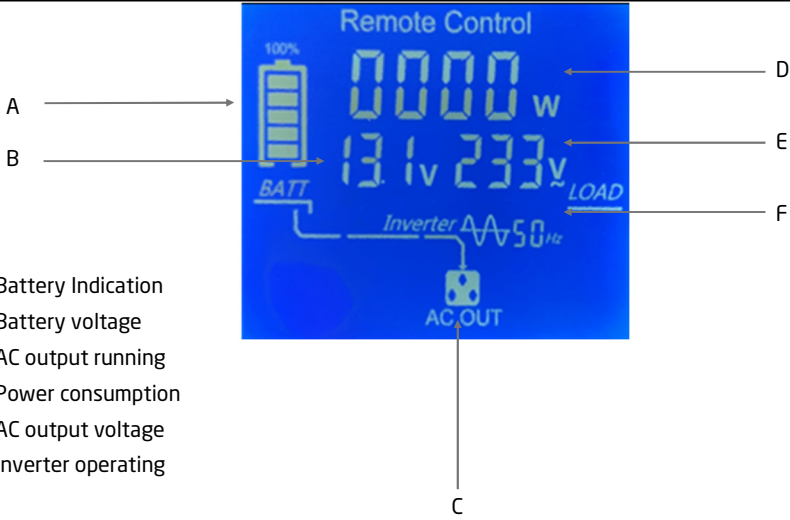 Remote Control
100%
0000 W
D
A
E
B
13.1V 233V
BATT
LOAD
F
Inverter 50Hz
AC OUT
Battery Indication
Battery voltage
AC output running
Power consumption
AC output voltage
Inverter operating
C